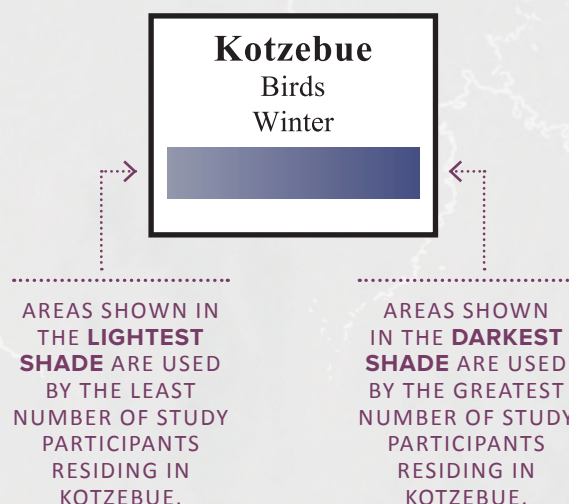 Kotzebue
Birds
Winter
AREAS SHOWN IN
THE LIGHTEST
SHADE ARE USED
BY THE LEAST
NUMBER OF STUDY
PARTICIPANTS
RESIDING IN
KOTZEBUE.
AREAS SHOWN
IN THE DARKEST
SHADE ARE USED
BY THE GREATEST
NUMBER OF STUDY
PARTICIPANTS
RESIDING IN
KOTZEBUE.